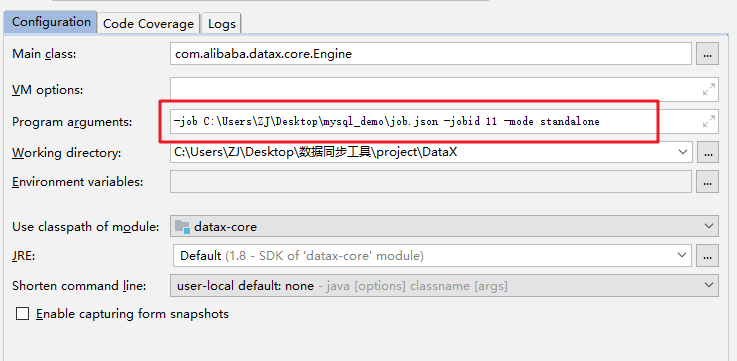 Configuration Code Coverage Logs
Main class: com.alibaba.datax.core.Engine ...
VM options:
Program arguments: -job C:\Users\ZJ\Desktop\mysql_demo\job.json -jobid 11 -mode standalone
Working directory: C:\Users\ZJ\Desktop\数据同步工具\project\DataX ...
Environment variables: ...
Use classpath of module: datax-core
JRE: Default (1.8 - SDK of 'datax-core' module) ...
Shorten command line: user-local default: none - java [options] classname [args]
Enable capturing form snapshots